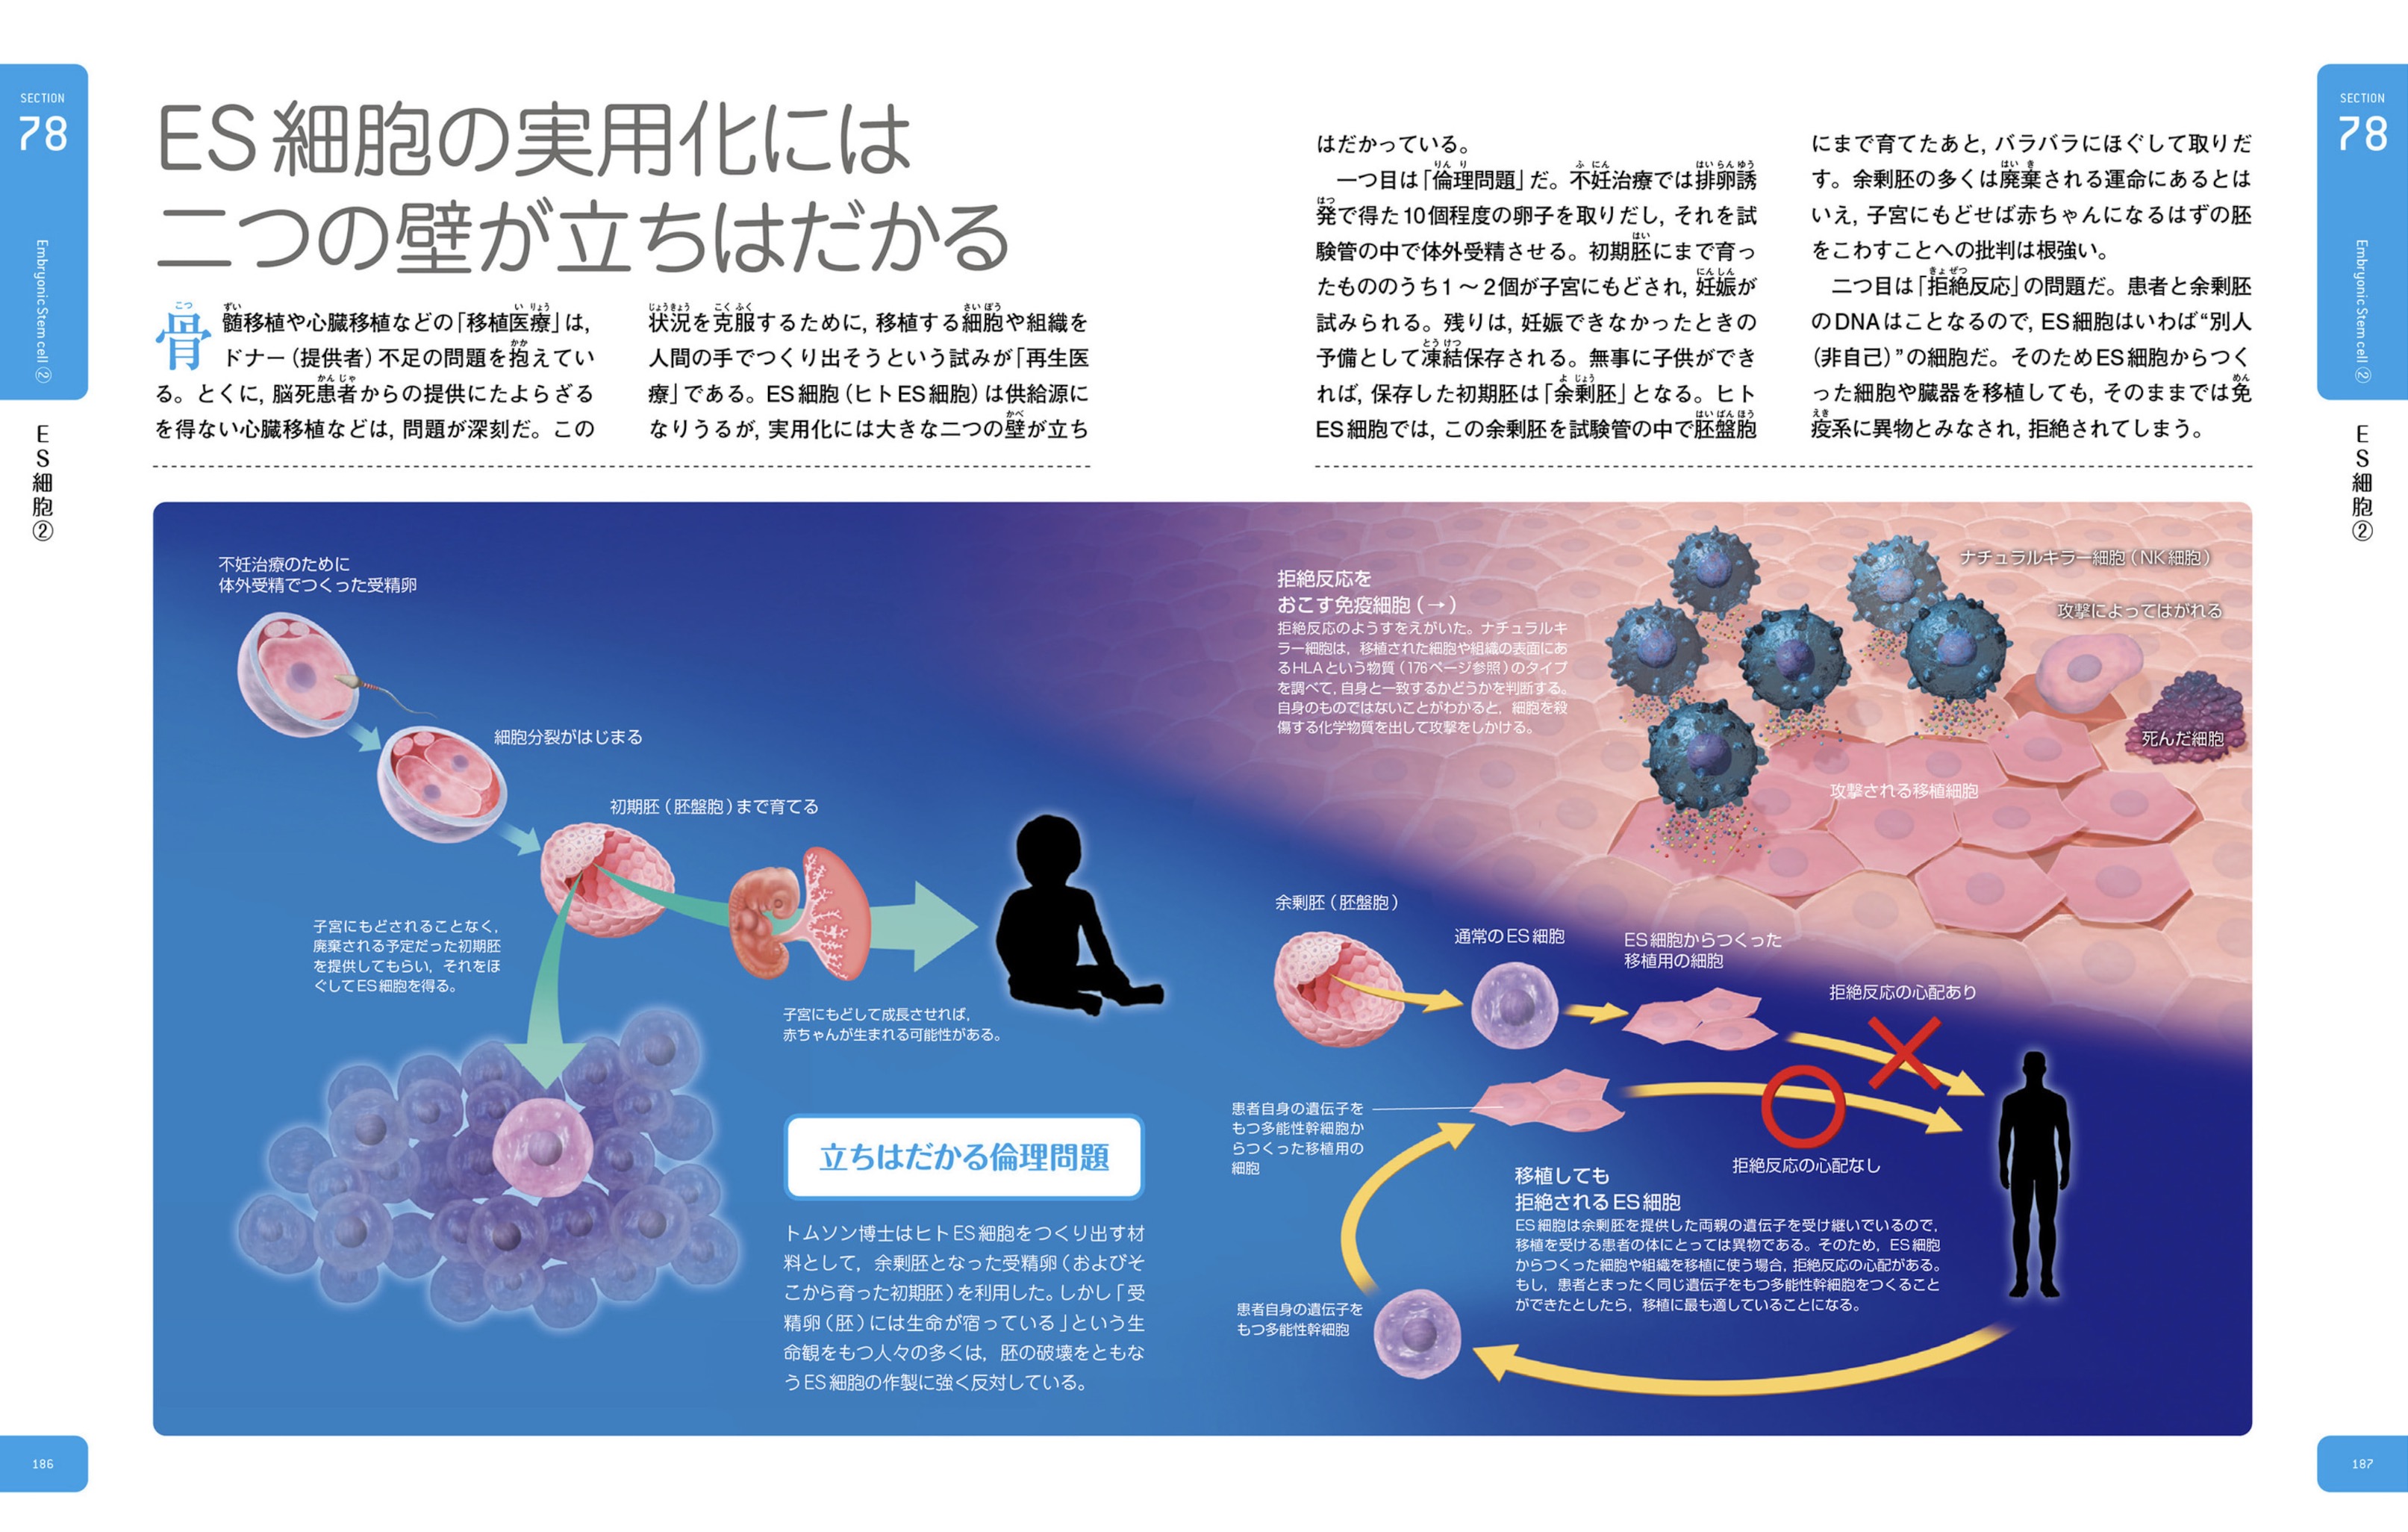 SECTION
78
Embryonic Stem cell ②
ES細胞②
ES細胞の実用化には
二つの壁が立ちはだかる
骨髄移植や心臓移植などの「移植医療」は,
ドナー(提供者)不足の問題を抱えてい
る。とくに, 脳死患者からの提供にたよらざる
を得ない心臓移植などは, 問題が深刻だ。この
状況を克服するために, 移植する細胞や組織を
人間の手でつくり出そうという試みが「再生医
療」である。ES細胞(ヒトES細胞)は供給源に
なりうるが, 実用化には大きな二つの壁が立ち
はだかっている。
一つ目は「倫理問題」だ。不妊治療では排卵誘
発で得た10個程度の卵子を取りだし, それを試
験管の中で体外受精させる。初期胚にまで育っ
たもののうち1〜2個が子宮にもどされ, 妊娠が
試みられる。残りは, 妊娠できなかったときの
予備として凍結保存される。無事に子供ができ
れば, 保存した初期胚は「余剰胚」となる。ヒト
ES細胞では, この余剰胚を試験管の中で胚盤胞
にまで育てたあと, バラバラにほぐして取りだ
す。余剰胚の多くは廃棄される運命にあるとは
いえ, 子宮にもどせば赤ちゃんになるはずの胚
をこわすことへの批判は根強い。
二つ目は「拒絶反応」の問題だ。患者と余剰胚
のDNAはことなるので, ES細胞はいわば“別人
(非自己)”の細胞だ。そのためES細胞からつく
った細胞や臓器を移植しても, そのままでは免
疫系に異物とみなされ, 拒絶されてしまう。
SECTION
78
Embryonic Stem cell ②
ES細胞②
不妊治療のために
体外受精でつくった受精卵
細胞分裂がはじまる
初期胚(胚盤胞)まで育てる
子宮にもどされることなく,
廃棄される予定だった初期胚
を提供してもらい, それをほ
ぐしてES細胞を得る。
子宮にもどして成長させれば,
赤ちゃんが生まれる可能性がある。
立ちはだかる倫理問題
トムソン博士はヒトES細胞をつくり出す材
料として, 余剰胚となった受精卵(およびそ
こから育った初期胚)を利用した。しかし「受
精卵(胚)には生命が宿っている」という生
命観をもつ人々の多くは, 胚の破壊をともな
うES細胞の作製に強く反対している。
拒絶反応を
おこす免疫細胞(→)
拒絶反応のようすをえがいた。ナチュラルキ
ラー細胞は, 移植された細胞や組織の表面にあ
るHLAという物質(176ページ参照)のタイプ
を調べて, 自身と一致するかどうかを判断する。
自身のものではないことがわかると, 細胞を殺
傷する化学物質を出して攻撃をしかける。
ナチュラルキラー細胞(NK細胞)
攻撃によってはがれる
死んだ細胞
攻撃される移植細胞
余剰胚(胚盤胞)
通常のES細胞
ES細胞からつくった
移植用の細胞
拒絶反応の心配あり
患者自身の遺伝子を
もつ多能性幹細胞か
らつくった移植用の
細胞
拒絶反応の心配なし
移植しても
拒絶されるES細胞
ES細胞は余剰胚を提供した両親の遺伝子を受け継いでいるので,
移植を受ける患者の体にとっては異物である。そのため, ES細胞
からつくった細胞や組織を移植に使う場合, 拒絶反応の心配がある。
もし, 患者とまったく同じ遺伝子をもつ多能性幹細胞をつくること
ができたとしたら, 移植に最も適していることになる。
患者自身の遺伝子を
もつ多能性幹細胞
186
187